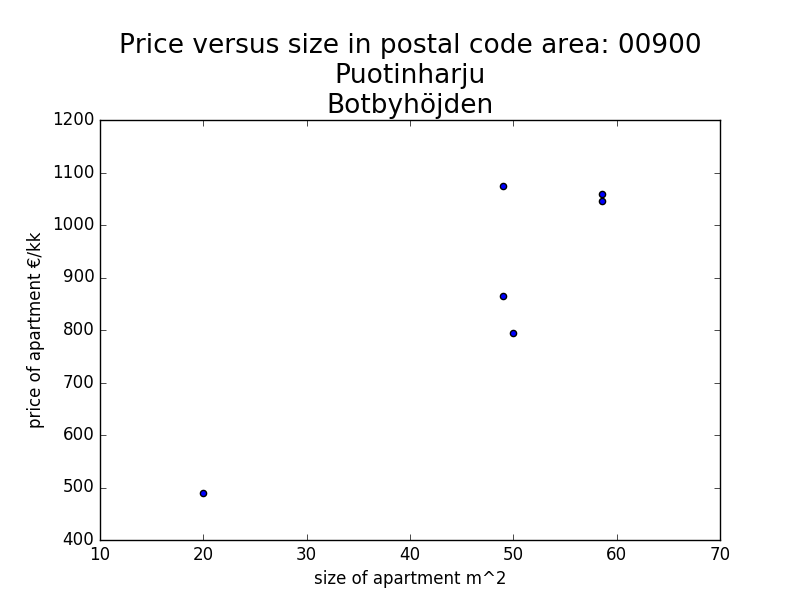 Price versus size in postal code area: 00900
Puotinharju
Botbyhöjden
1200
1100
1000
900
800
700
600
500
400
price of apartment €/kk
10 20 30 40 50 60 70
size of apartment m^2